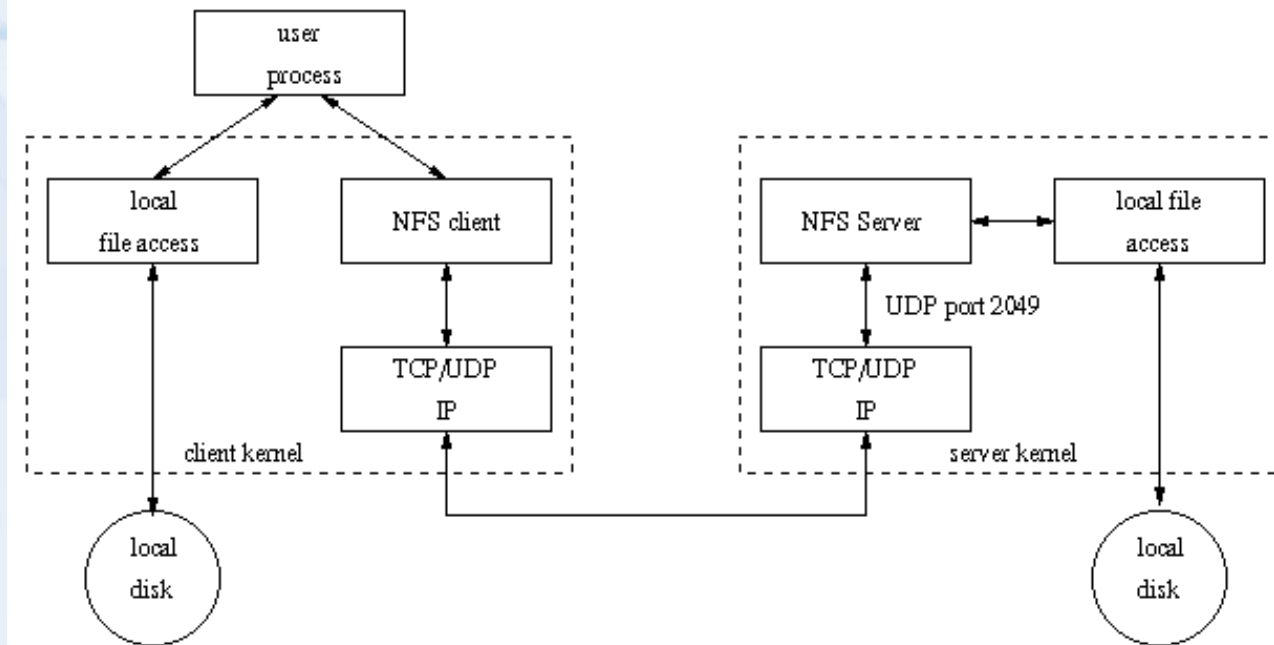 user
process
local
file access
NFS client
NFS Server
local file
access
UDP port 2049
TCP/UDP
IP
TCP/UDP
IP
client kernel
server kernel
local
disk
local
disk